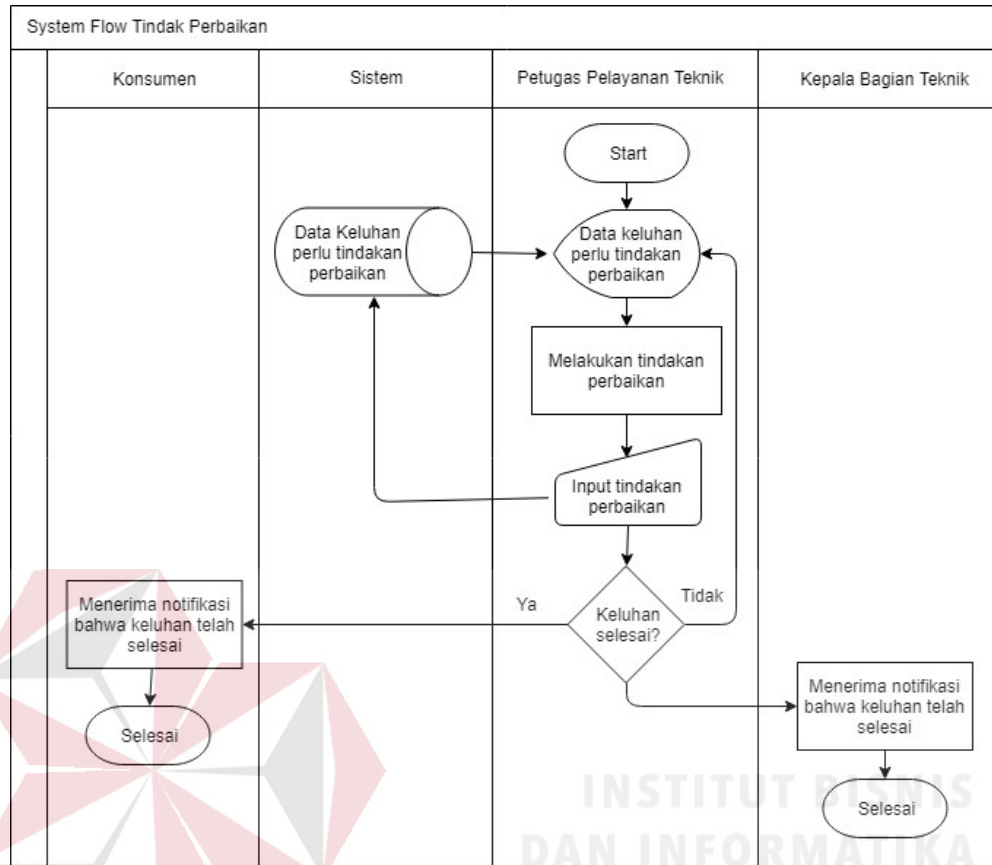 System Flow Tindak Perbaikan
Konsumen
Sistem
Petugas Pelayanan Teknik
Kepala Bagian Teknik
Start
Data Keluhan
perlu tindakan
perbaikan
Data keluhan
perlu tindakan
perbaikan
Melakukan tindakan
perbaikan
Input tindakan
perbaikan
Keluhan
selesai?
Ya
Tidak
Menerima notifikasi
bahwa keluhan telah
selesai
Selesai
Menerima notifikasi
bahwa keluhan telah
selesai
Selesai
INSTITUT BISNIS
DAN INFORMATIKA